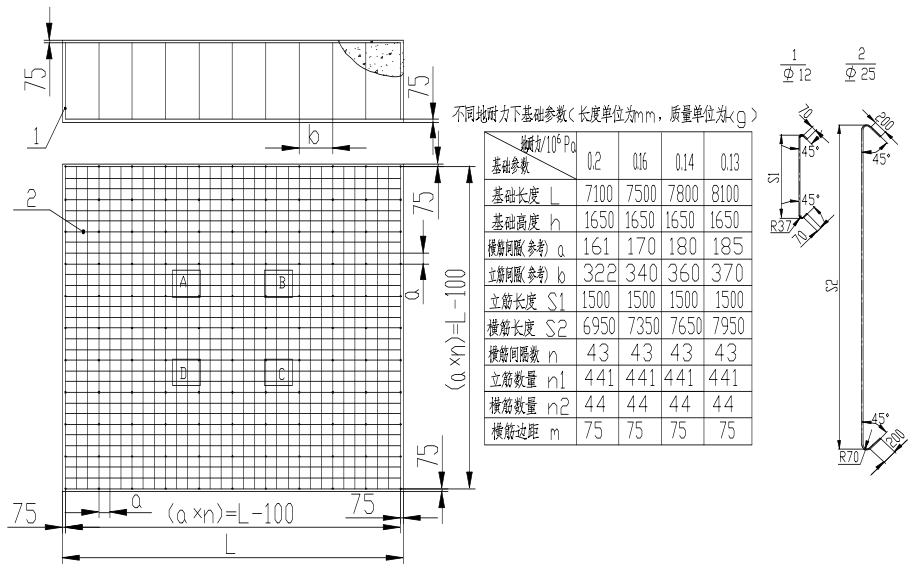 75
75
1
b
不同地耐力下基础参数(长度单位为mm，质量单位为kg)
地耐力/10⁶ Pa
基础参数
0.2 0.16 0.14 0.13
基础长度 L 7100 7500 7800 8100
基础高度 h 1650 1650 1650 1650
横筋间隔(参考) a 161 170 180 185
立筋间隔(参考) b 322 340 360 370
立筋长度 S1 1500 1500 1500 1500
横筋长度 S2 6950 7350 7650 7950
横筋间隔数 n 43 43 43 43
立筋数量 n1 441 441 441 441
横筋数量 n2 44 44 44 44
横筋边距 m 75 75 75 75
2
75
a
A
B
D
C
(a×n)=L-100
75
a
75
(a×n)=L-100
75
L
1
Φ12
70
45°
S1
45°
R37
70
2
Φ25
200
45°
S2
45°
R70
200